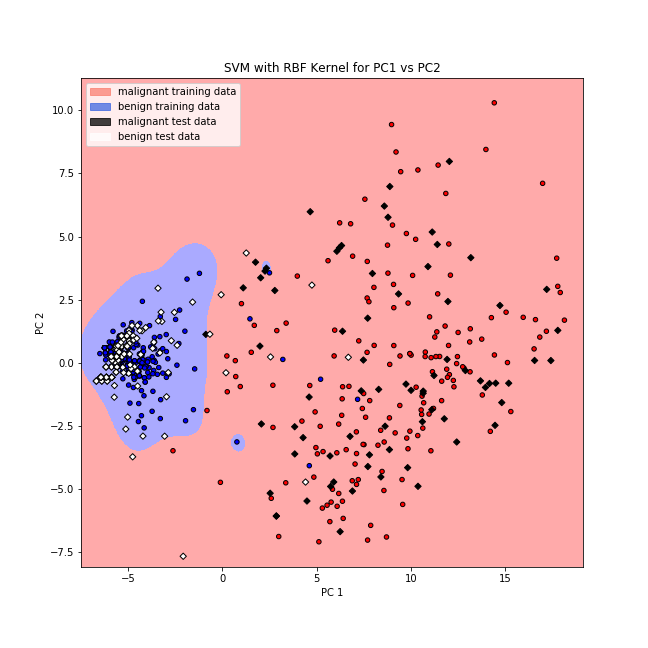 SVM with RBF Kernel for PC1 vs PC2
malignant training data
benign training data
malignant test data
benign test data
10.0
7.5
5.0
2.5
0.0
−2.5
−5.0
−7.5
PC 2
−5
0
5
10
15
PC 1